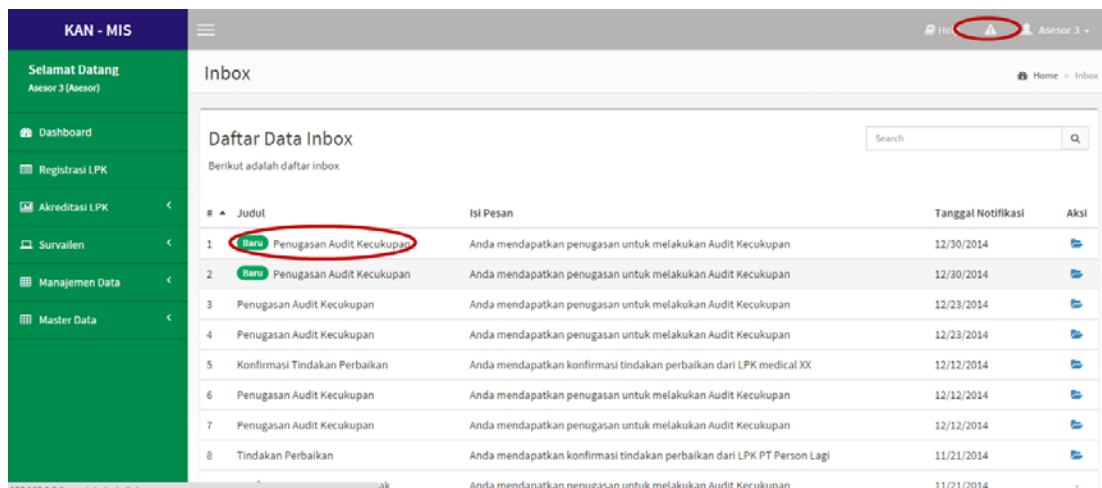 KAN - MIS
Asesor 3
Selamat Datang
Asesor 3 (Asesor)
Inbox
Home > Inbox
Dashboard
Registrasi LPK
Akreditasi LPK
Survailen
Manajemen Data
Master Data
Daftar Data Inbox
Search
Berikut adalah daftar inbox
# Judul Isi Pesan Tanggal Notifikasi Aksi
1 Baru Penugasan Audit Kecukupan Anda mendapatkan penugasan untuk melakukan Audit Kecukupan 12/30/2014
2 Baru Penugasan Audit Kecukupan Anda mendapatkan penugasan untuk melakukan Audit Kecukupan 12/30/2014
3 Penugasan Audit Kecukupan Anda mendapatkan penugasan untuk melakukan Audit Kecukupan 12/23/2014
4 Penugasan Audit Kecukupan Anda mendapatkan penugasan untuk melakukan Audit Kecukupan 12/23/2014
5 Konfirmasi Tindakan Perbaikan Anda mendapatkan konfirmasi tindakan perbaikan dari LPK medical XX 12/12/2014
6 Penugasan Audit Kecukupan Anda mendapatkan penugasan untuk melakukan Audit Kecukupan 12/12/2014
7 Penugasan Audit Kecukupan Anda mendapatkan penugasan untuk melakukan Audit Kecukupan 12/12/2014
8 Tindakan Perbaikan Anda mendapatkan konfirmasi tindakan perbaikan dari LPK PT Person Lagi 11/21/2014
Anda mendapatkan penugasan untuk melakukan Audit Kecukupan 11/21/2014